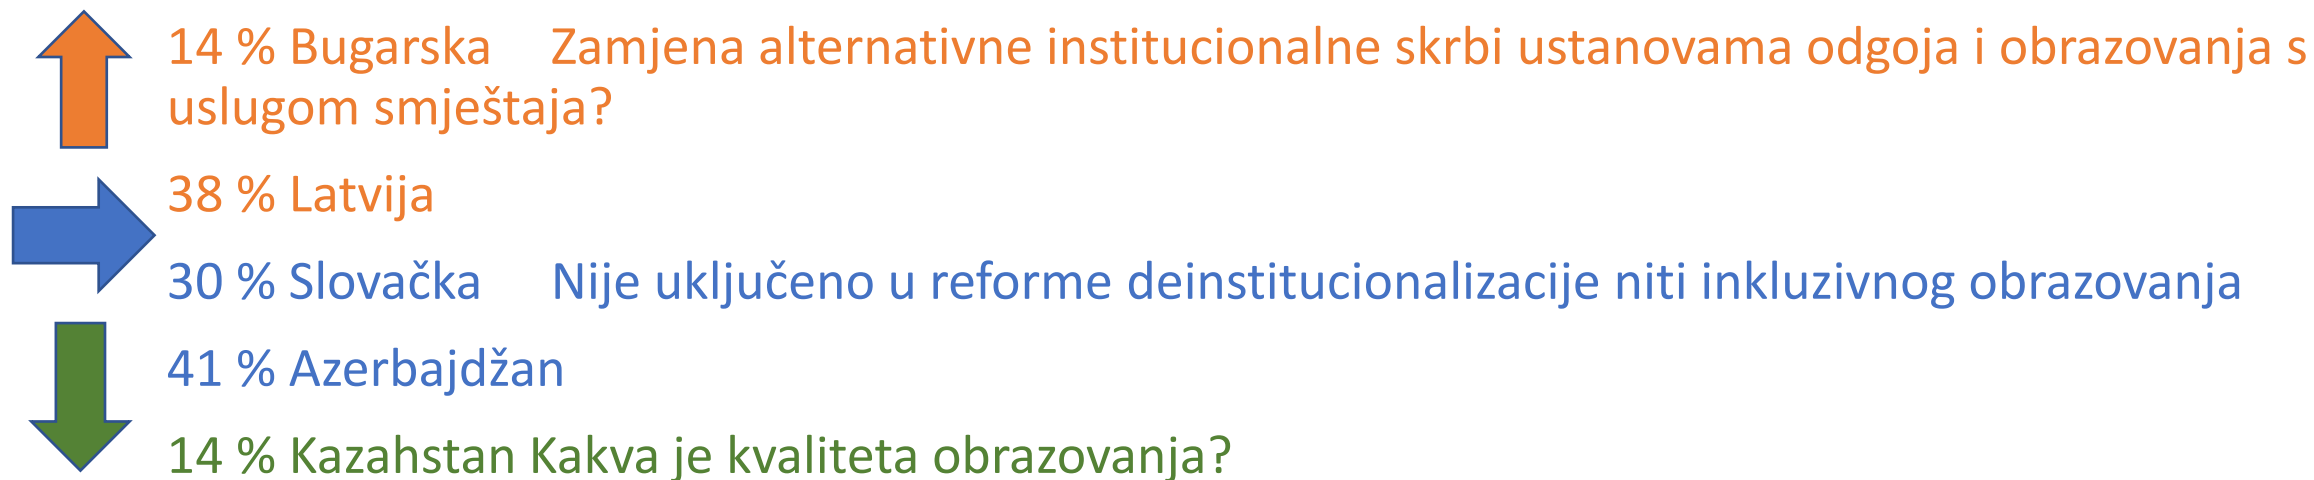 14 % Bugarska Zamjena alternativne institucionalne skrbi ustanovama odgoja i obrazovanja s
uslugom smještaja?
38 % Latvija
30 % Slovačka Nije uključeno u reforme deinstitucionalizacije niti inkluzivnog obrazovanja
41 % Azerbajdžan
14 % Kazahstan Kakva je kvaliteta obrazovanja?